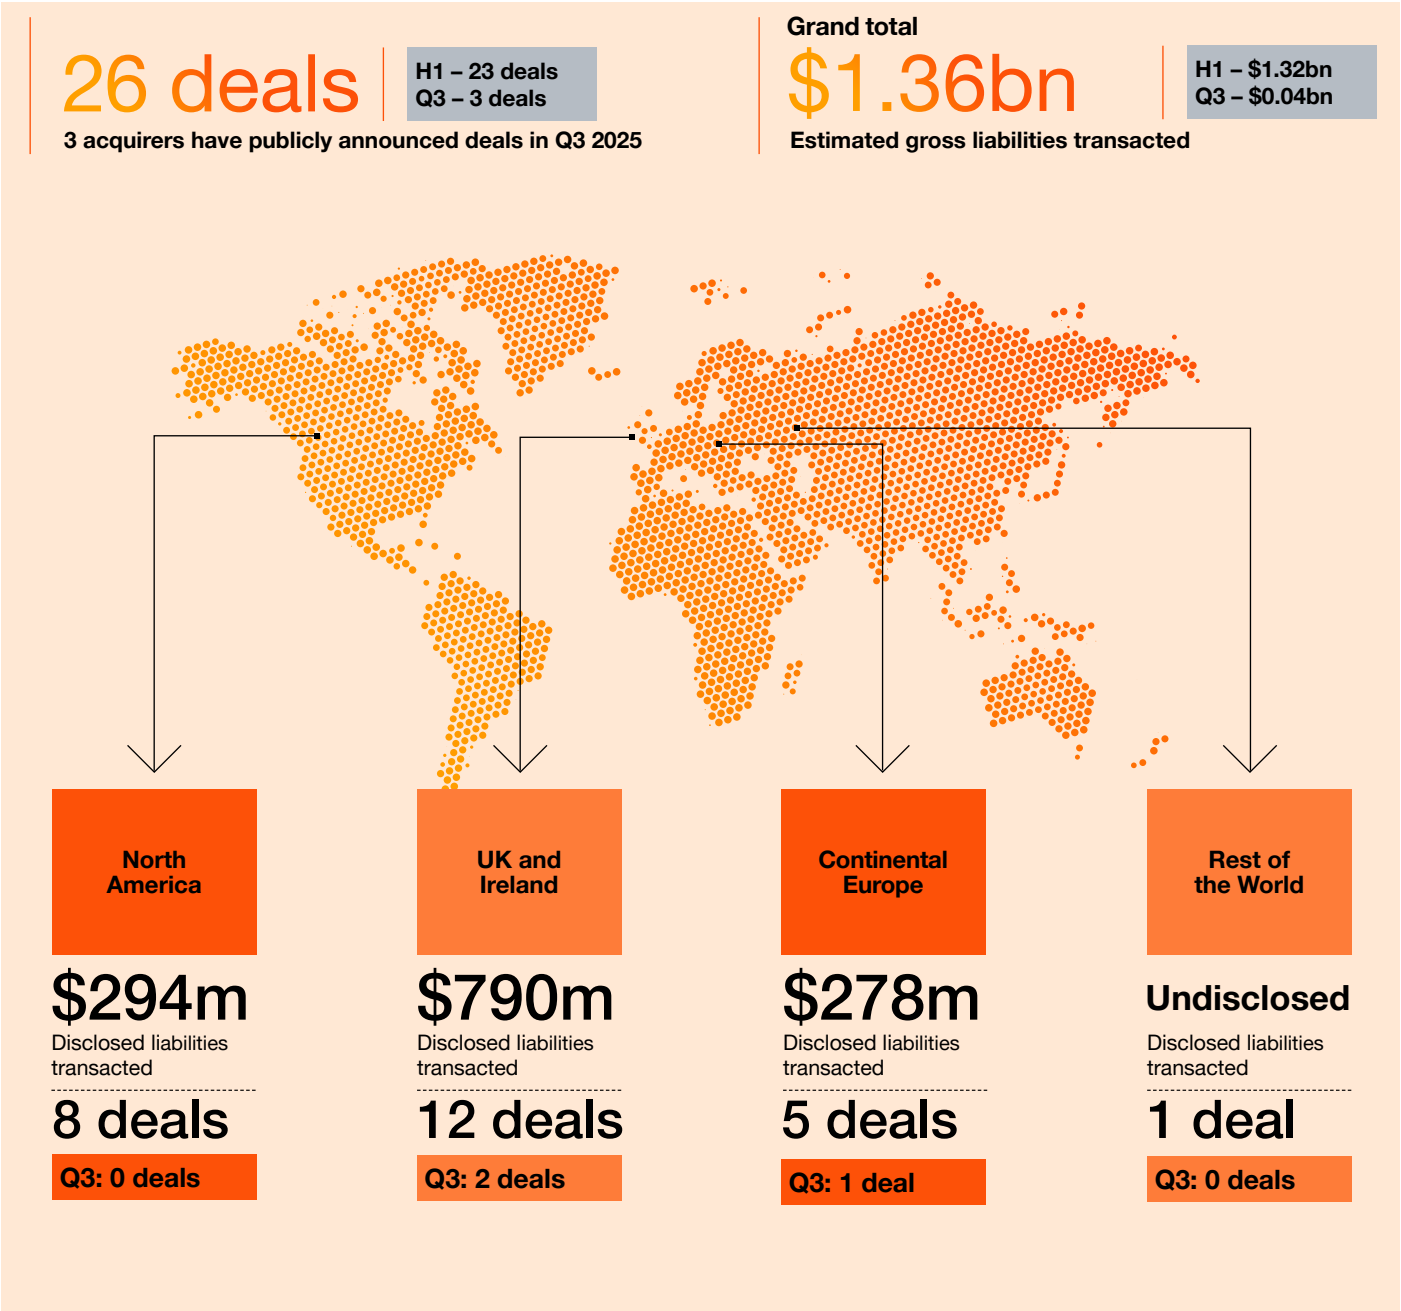 26 deals
H1 – 23 deals
Q3 – 3 deals
3 acquirers have publicly announced deals in Q3 2025
Grand total
$1.36bn
H1 – $1.32bn
Q3 – $0.04bn
Estimated gross liabilities transacted
North
America
$294m
Disclosed liabilities
transacted
8 deals
Q3: 0 deals
UK and
Ireland
$790m
Disclosed liabilities
transacted
12 deals
Q3: 2 deals
Continental
Europe
$278m
Disclosed liabilities
transacted
5 deals
Q3: 1 deal
Rest of
the World
Undisclosed
Disclosed liabilities
transacted
1 deal
Q3: 0 deals